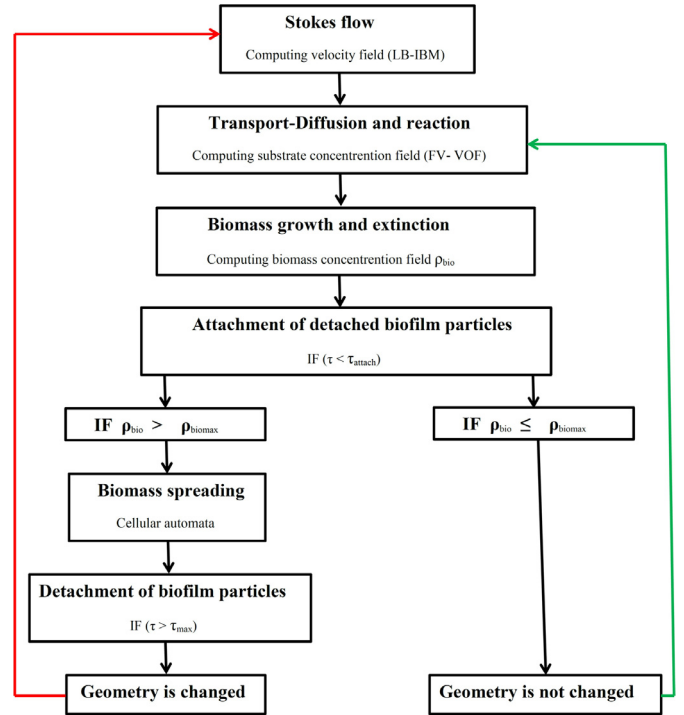 Stokes flow
Computing velocity field (LB-IBM)
Transport-Diffusion and reaction
Computing substrate concentrention field (FV- VOF)
Biomass growth and extinction
Computing biomass concentrention field ρbio
Attachment of detached biofilm particles
IF (τ < τattach)
IF ρbio > ρbiomax
IF ρbio ≤ ρbiomax
Biomass spreading
Cellular automata
Detachment of biofilm particles
IF (τ > τmax)
Geometry is changed
Geometry is not changed